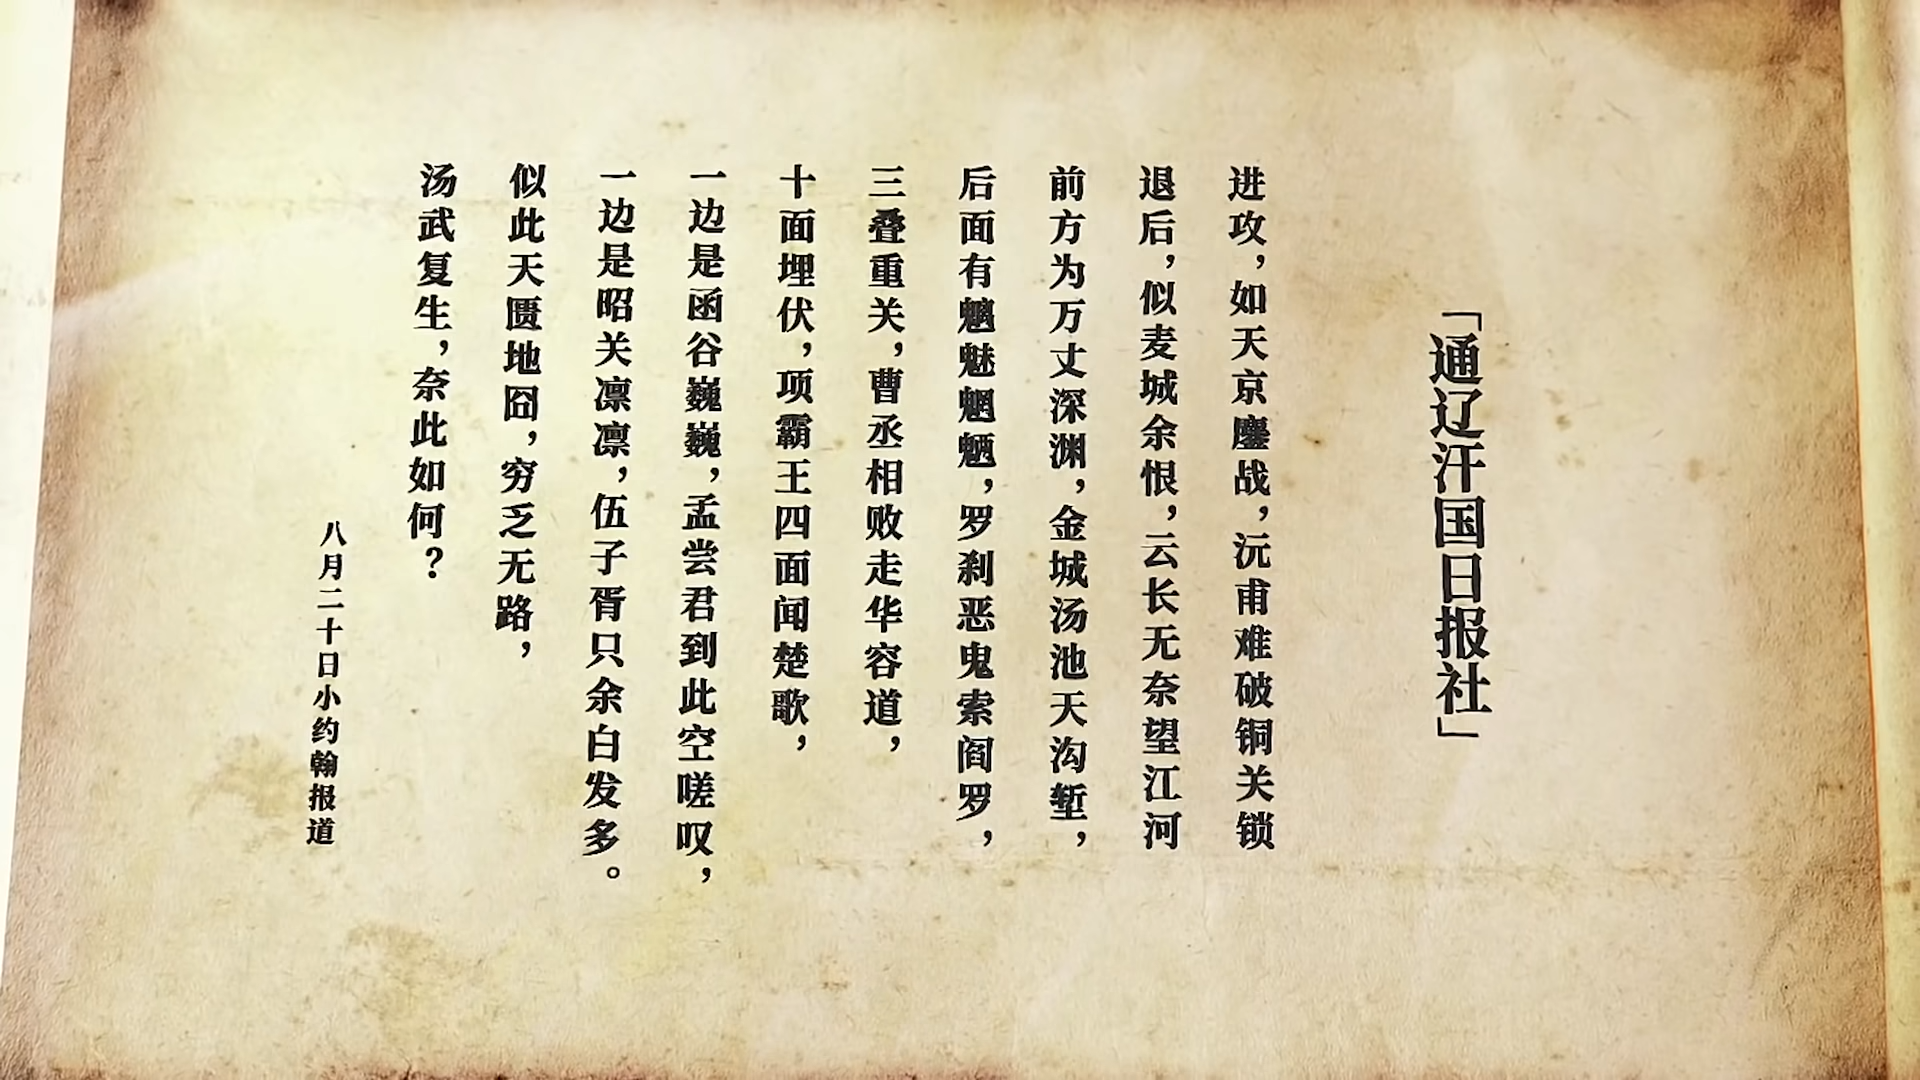 「通辽汗国日报社」
进攻，如天京鏖战，沅甫难破铜关锁
退后，似麦城余恨，云长无奈望江河
前方为万丈深渊，金城汤池天沟堑，
后面有魑魅魍魉，罗刹恶鬼索阎罗，
三叠重关，曹丞相败走华容道，
十面埋伏，项霸王四面闻楚歌，
一边是函谷巍巍，孟尝君到此空嗟叹，
一边是昭关凛凛，伍子胥只余白发多。
似此天匮地囧，穷乏无路，
汤武复生，奈此如何？
八月二十日小约翰报道